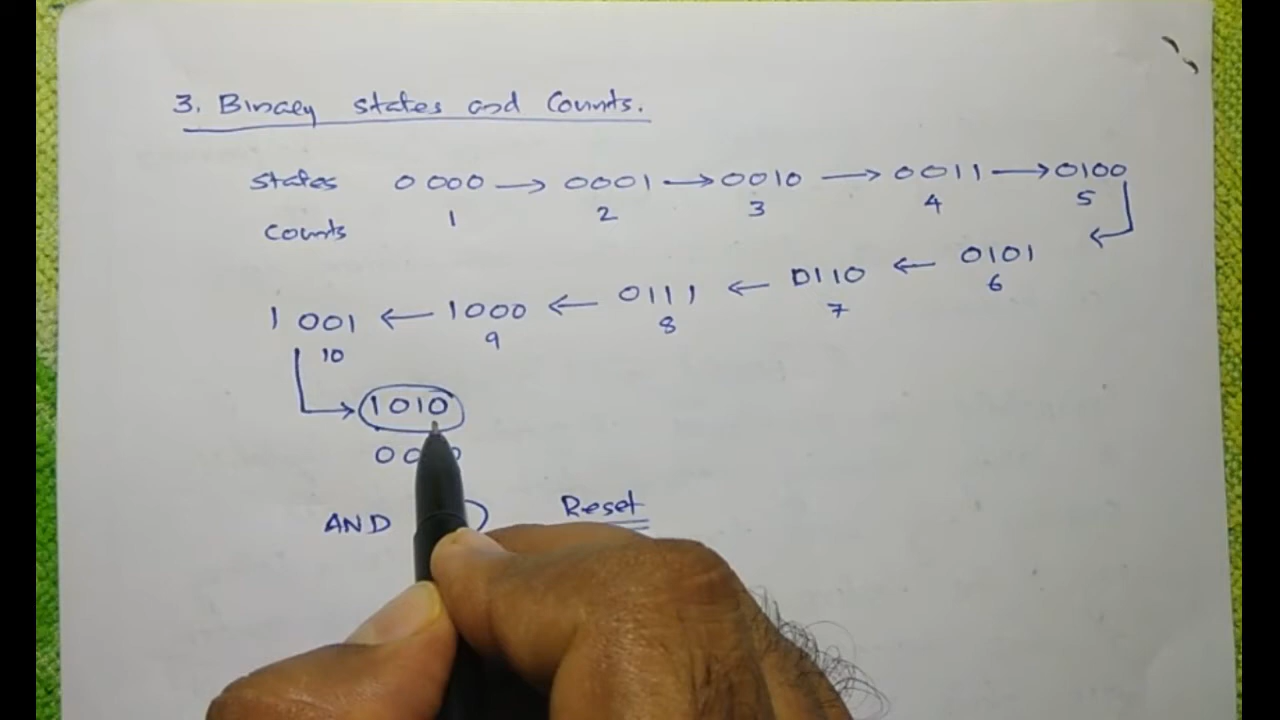 3. Binary states and Counts.
states 0000 → 0001 → 0010 → 0011 → 0100
Counts 1 2 3 4 5
1001 ← 1000 ← 0111 ← 0110 ← 0101
10 9 8 7 6
1010
AND Reset